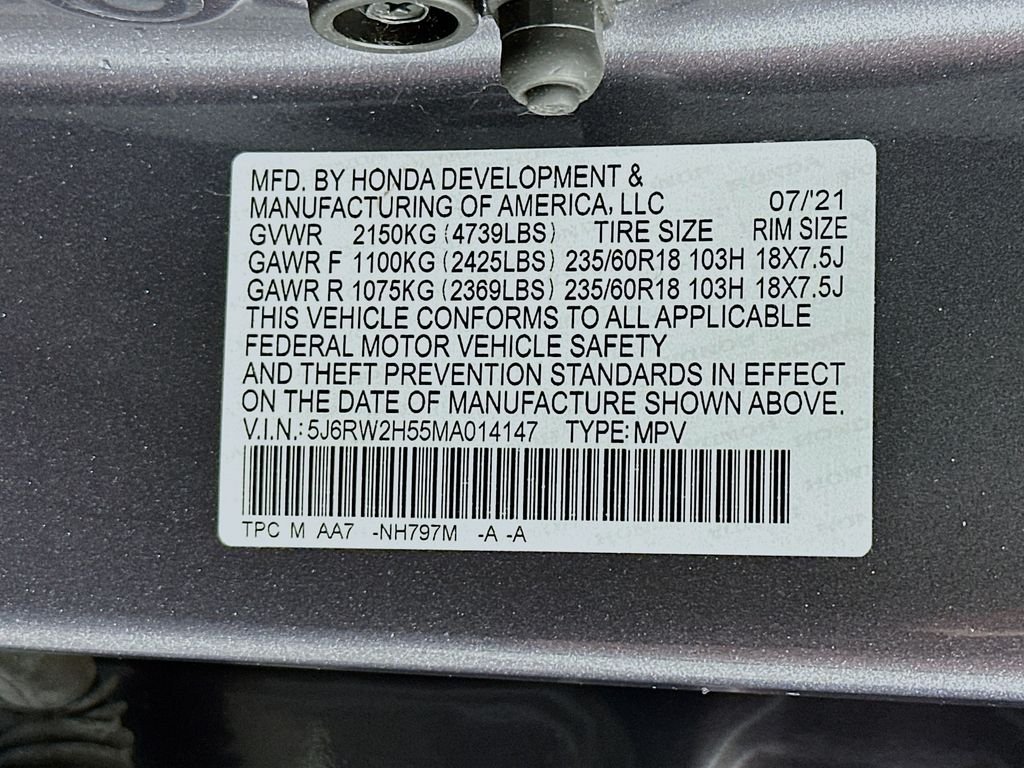 MFD. BY HONDA DEVELOPMENT &
MANUFACTURING OF AMERICA, LLC 07/'21
GVWR 2150KG (4739LBS) TIRE SIZE RIM SIZE
GAWR F 1100KG (2425LBS) 235/60R18 103H 18X7.5J
GAWR R 1075KG (2369LBS) 235/60R18 103H 18X7.5J
THIS VEHICLE CONFORMS TO ALL APPLICABLE
FEDERAL MOTOR VEHICLE SAFETY
AND THEFT PREVENTION STANDARDS IN EFFECT
ON THE DATE OF MANUFACTURE SHOWN ABOVE.
V.I.N.: 5J6RW2H55MA014147 TYPE: MPV
TPC M AA7 -NH797M -A -A